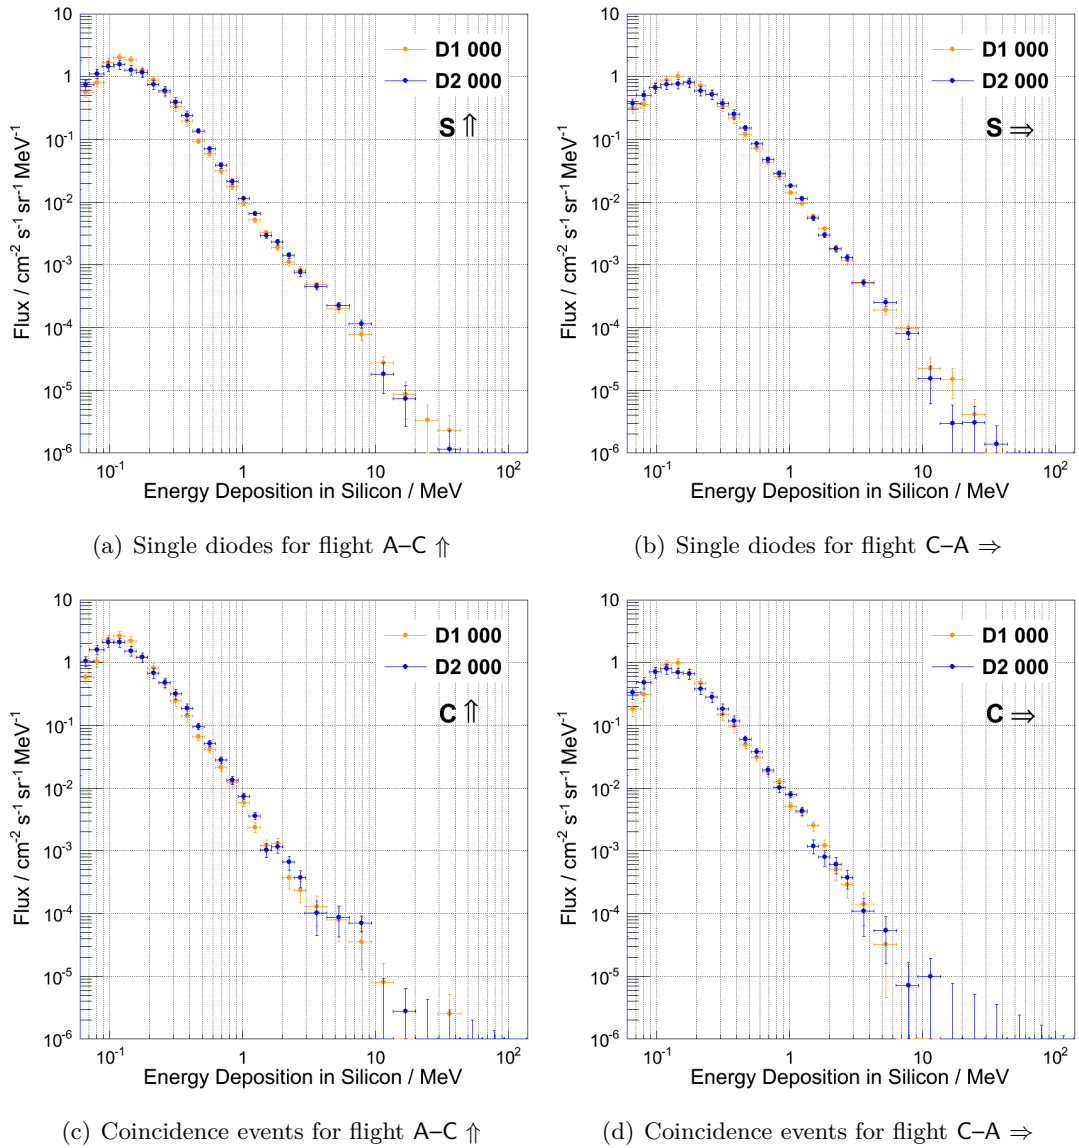 D1 000
D2 000
S ⇑
Flux / cm⁻² s⁻¹ sr⁻¹ MeV⁻¹
10
1
10⁻¹
10⁻²
10⁻³
10⁻⁴
10⁻⁵
10⁻⁶
10⁻¹ 1 10 10²
Energy Deposition in Silicon / MeV
(a) Single diodes for flight A–C ⇑
D1 000
D2 000
S ⇒
Flux / cm⁻² s⁻¹ sr⁻¹ MeV⁻¹
10
1
10⁻¹
10⁻²
10⁻³
10⁻⁴
10⁻⁵
10⁻⁶
10⁻¹ 1 10 10²
Energy Deposition in Silicon / MeV
(b) Single diodes for flight C–A ⇒
D1 000
D2 000
C ⇑
Flux / cm⁻² s⁻¹ sr⁻¹ MeV⁻¹
10
1
10⁻¹
10⁻²
10⁻³
10⁻⁴
10⁻⁵
10⁻⁶
10⁻¹ 1 10 10²
Energy Deposition in Silicon / MeV
(c) Coincidence events for flight A–C ⇑
D1 000
D2 000
C ⇒
Flux / cm⁻² s⁻¹ sr⁻¹ MeV⁻¹
10
1
10⁻¹
10⁻²
10⁻³
10⁻⁴
10⁻⁵
10⁻⁶
10⁻¹ 1 10 10²
Energy Deposition in Silicon / MeV
(d) Coincidence events for flight C–A ⇒